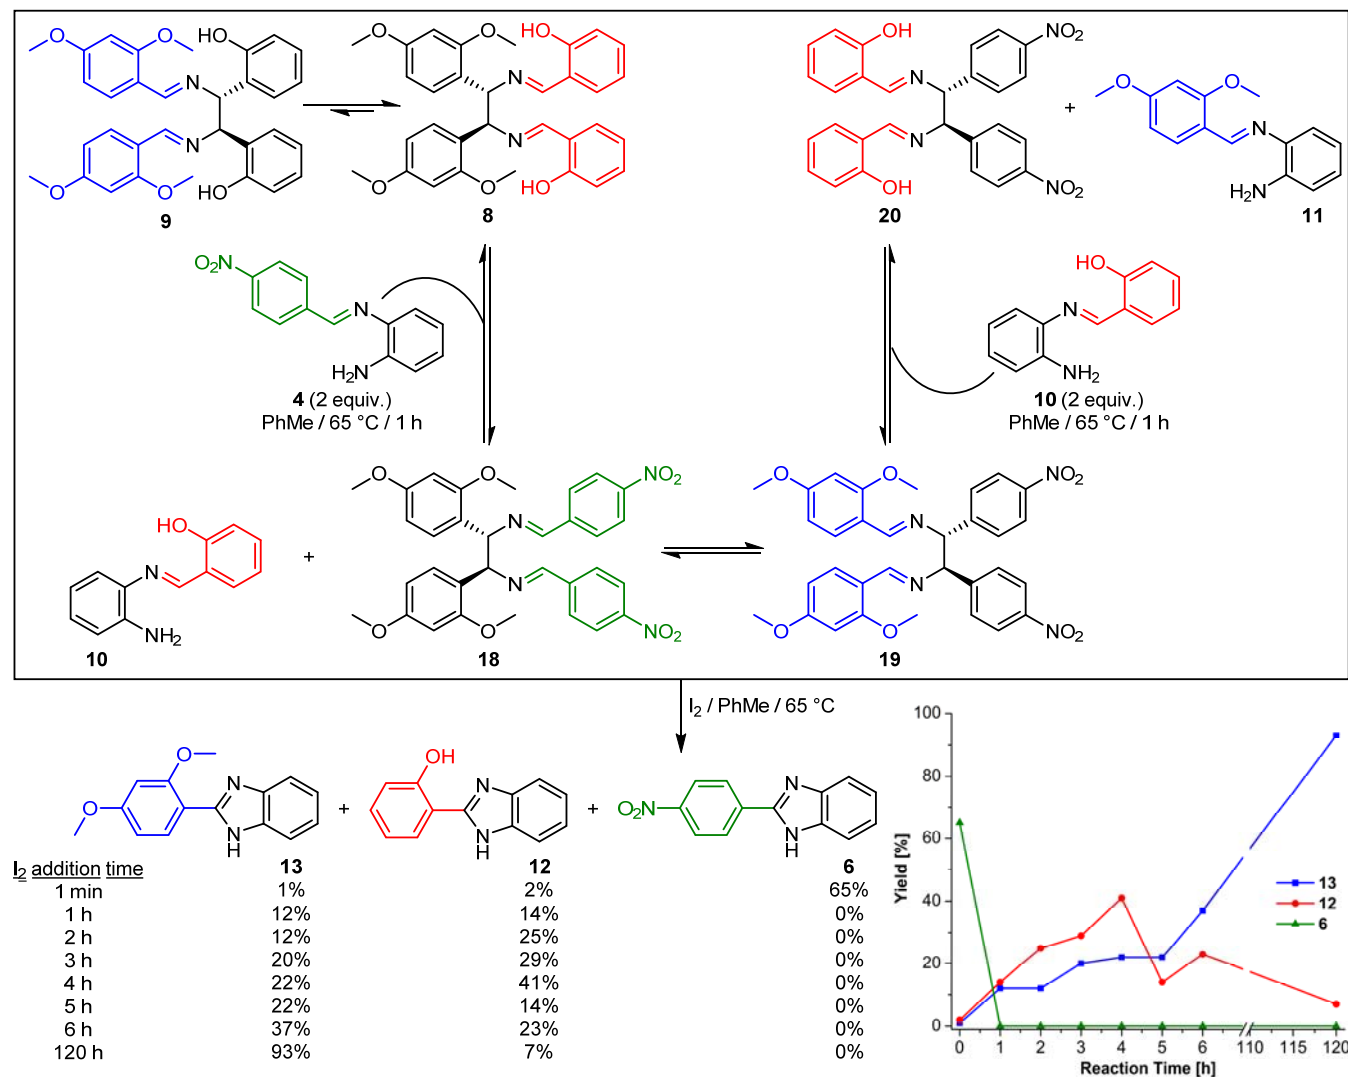 O O HO N N O O HO
9
O O HO N N O O HO
8
OH NO2 N N OH NO2
20
+
O O N H2N
11
O2N N H2N
4 (2 equiv.)
PhMe / 65 °C / 1 h
HO N NH2
10 (2 equiv.)
PhMe / 65 °C / 1 h
HO N NH2
10
+
O O NO2 N N O O NO2
18
O O NO2 N N O O NO2
19
I2 / PhMe / 65 °C
O O N N H
+
OH N N H
+
O2N N N H
13 12 6
I2 addition time
1 min 1% 2% 65%
1 h 12% 14% 0%
2 h 12% 25% 0%
3 h 20% 29% 0%
4 h 22% 41% 0%
5 h 22% 14% 0%
6 h 37% 23% 0%
120 h 93% 7% 0%
Yield [%]
100
80
60
40
20
0
13
12
6
0 1 2 3 4 5 6 110 115 120
Reaction Time [h]